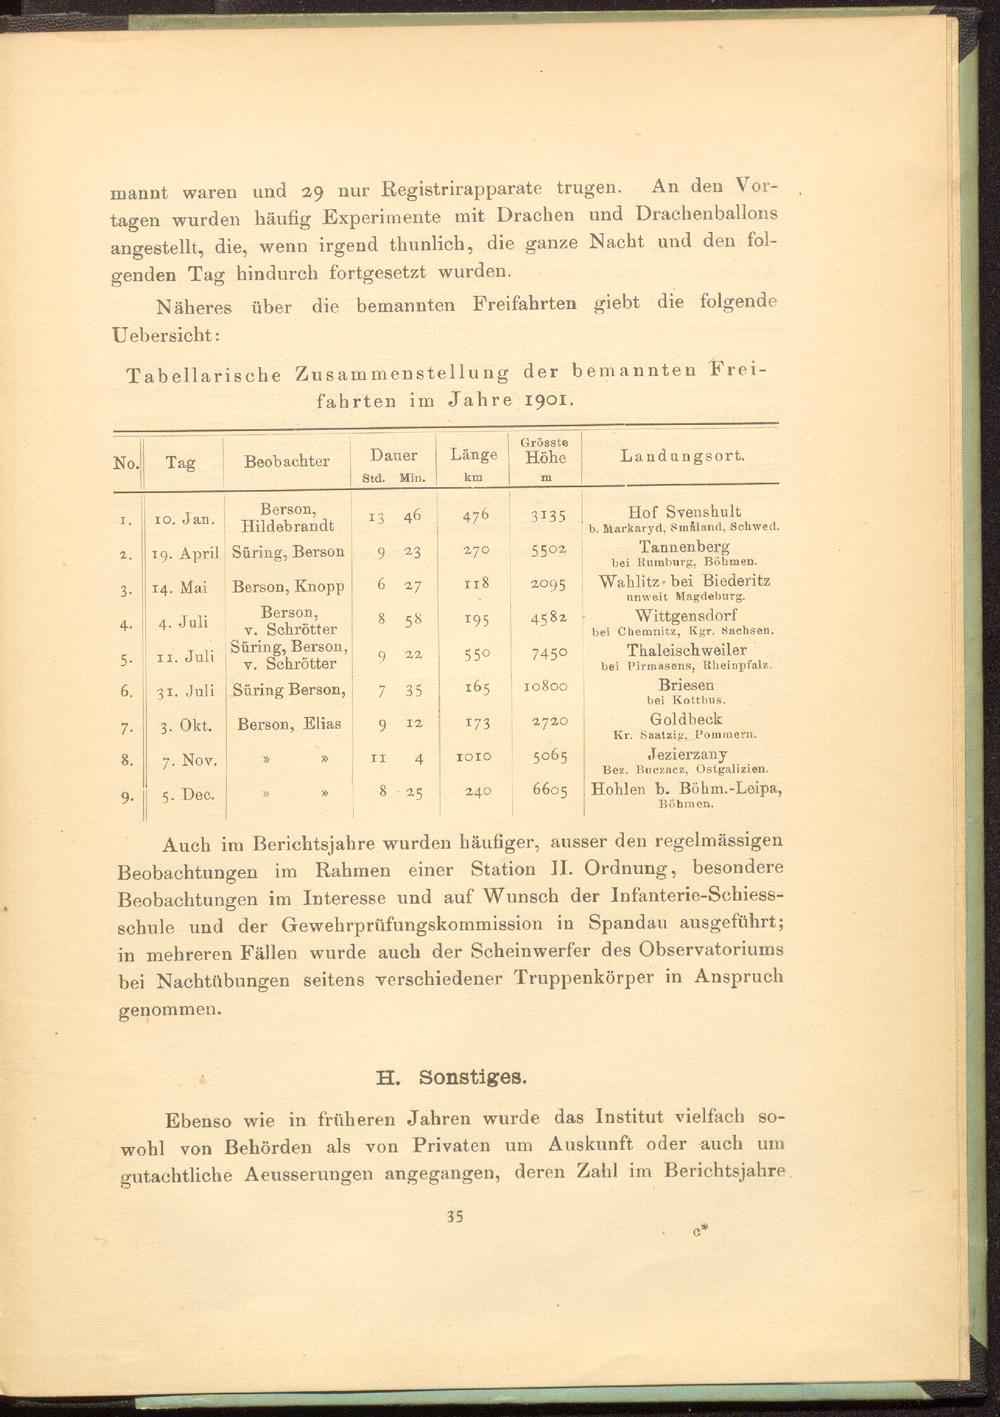 mannt waren und 29 nur Registrirapparate trugen. An den Vor-
tagen wurden häufig Experimente mit Drachen und Drachenballons
angestellt, die, wenn irgend thunlich, die ganze Nacht und den fol-
genden Tag hindurch fortgesetzt wurden.
Näheres über die bemannten Freifahrten giebt die folgende
Uebersicht:
Tabellarische Zusammenstellung der bemannten Frei-
fahrten im Jahre 1901.
No. Tag Beobachter Dauer Std. Min. Länge km Grösste Höhe m Landungsort.
1. 10. Jan. Berson, Hildebrandt 13 46 476 3135 Hof Svenshult b. Markaryd, Småland, Schwed.
2. 19. April Süring, Berson 9 23 270 5502 Tannenberg bei Rumburg, Böhmen.
3. 14. Mai Berson, Knopp 6 27 118 2095 Wahlitz bei Biederitz unweit Magdeburg.
4. 4. Juli Berson, v. Schrötter 8 58 195 4582 Wittgensdorf bei Chemnitz, Kgr. Sachsen.
5. 11. Juli Süring, Berson, v. Schrötter 9 22 550 7450 Thaleischweiler bei Pirmasens, Rheinpfalz.
6. 31. Juli Süring Berson, 7 35 165 10800 Briesen bei Kottbus.
7. 3. Okt. Berson, Elias 9 12 173 2720 Goldbeck Kr. Saatzig, Pommern.
8. 7. Nov. » » 11 4 1010 5065 Jezierzany Bez. Buczacz, Ostgalizien.
9. 5. Dec. » » 8 25 240 6605 Hohlen b. Böhm.-Leipa, Böhmen.
Auch im Berichtsjahre wurden häufiger, ausser den regelmässigen
Beobachtungen im Rahmen einer Station II. Ordnung, besondere
Beobachtungen im Interesse und auf Wunsch der Infanterie-Schiess-
schule und der Gewehrprüfungskommission in Spandau ausgeführt;
in mehreren Fällen wurde auch der Scheinwerfer des Observatoriums
bei Nachtübungen seitens verschiedener Truppenkörper in Anspruch
genommen.
H. Sonstiges.
Ebenso wie in früheren Jahren wurde das Institut vielfach so-
wohl von Behörden als von Privaten um Auskunft oder auch um
gutachtliche Aeusserungen angegangen, deren Zahl im Berichtsjahre
35
c*